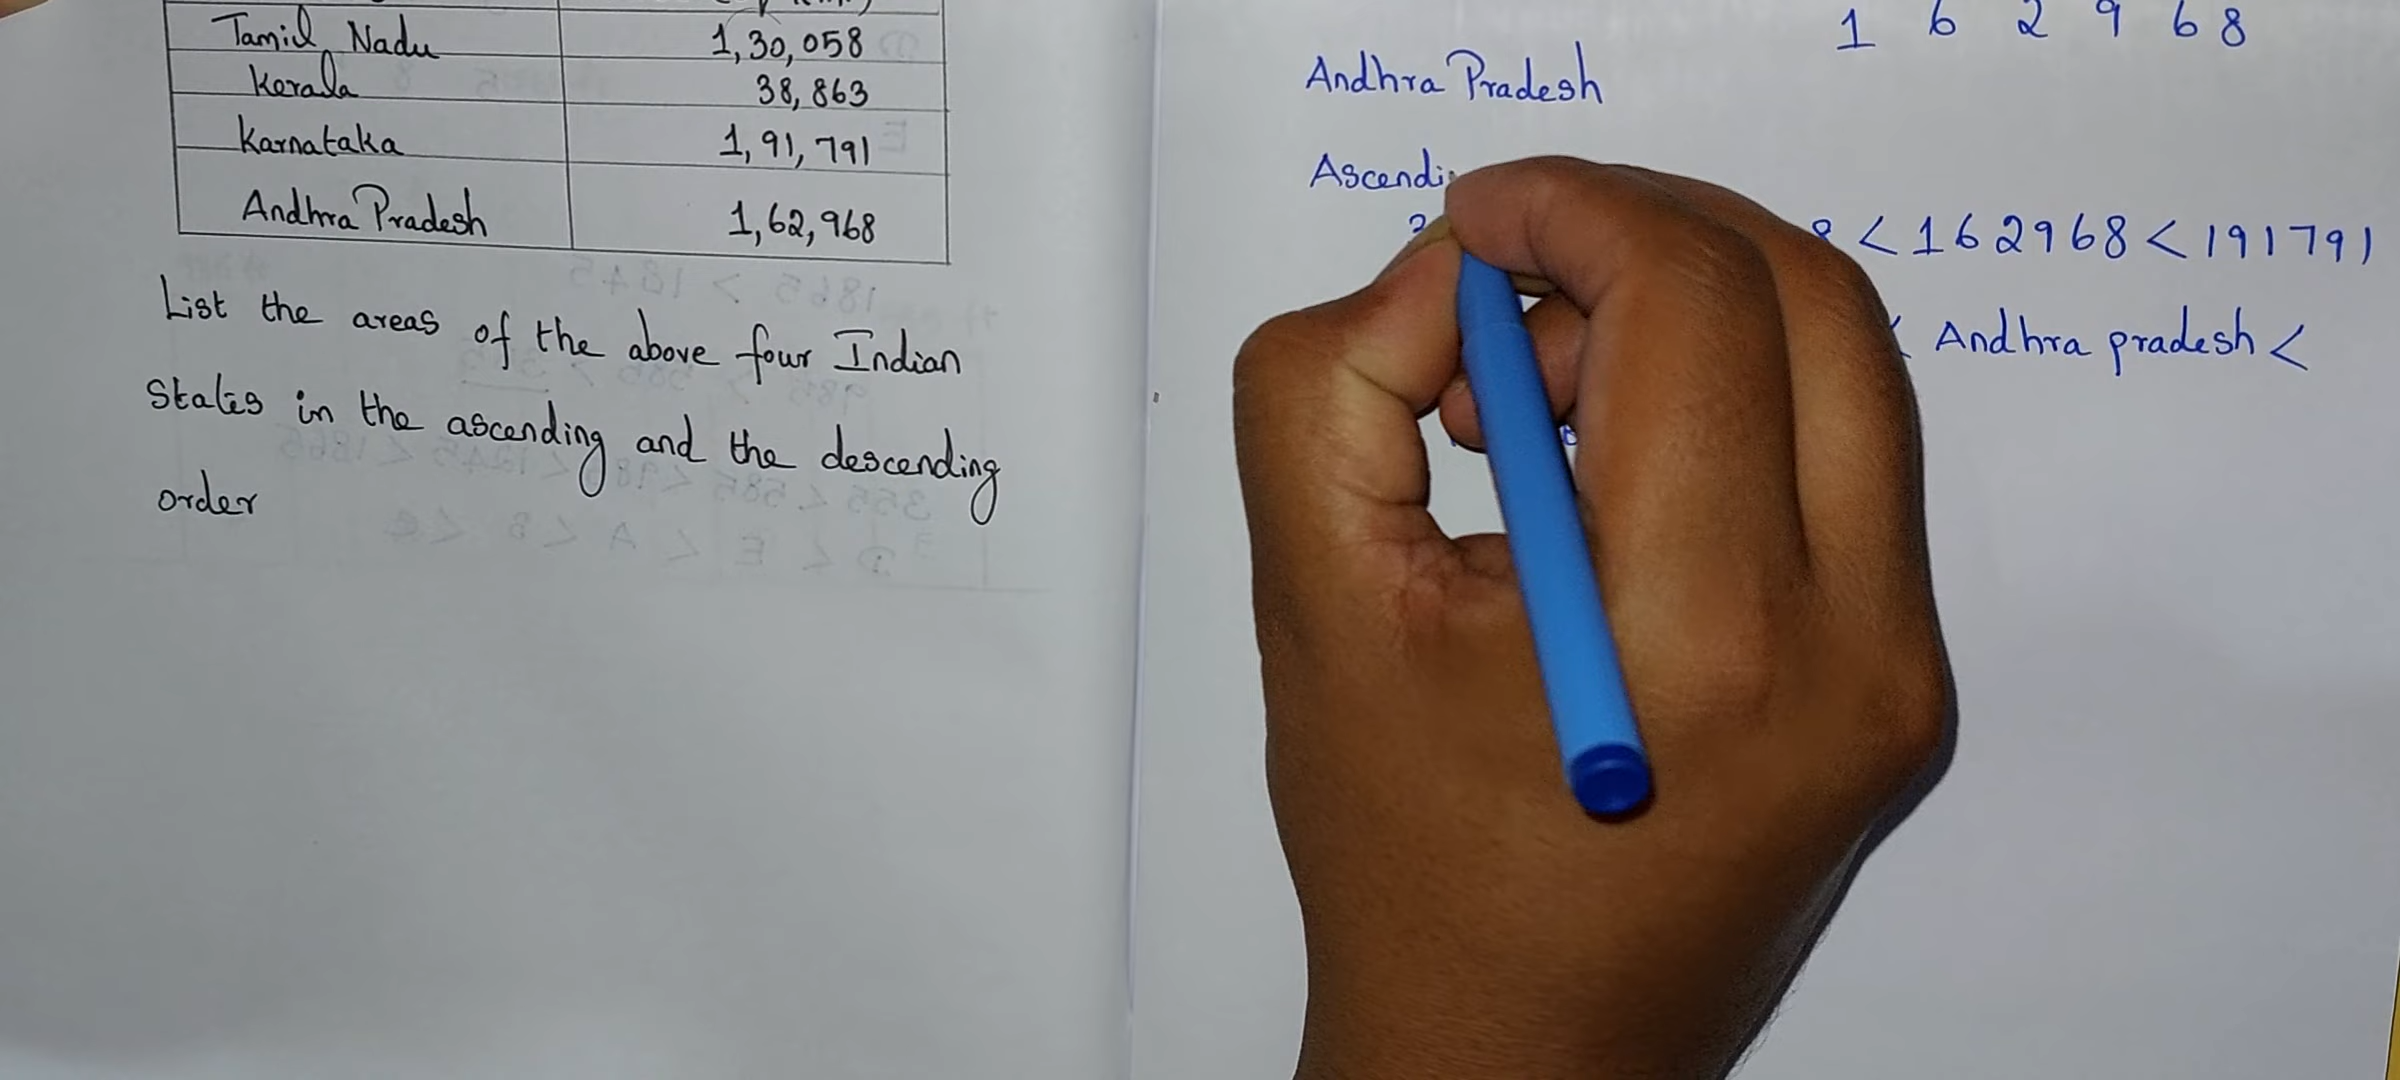 Tamil Nadu 1,30,058
Kerala 38,863
Karnataka 1,91,791
Andhra Pradesh 1,62,968
List the areas of the above four Indian
States in the ascending and the descending
order
1 6 2 9 6 8
Andhra Pradesh
< 162968 < 191791
Andhra pradesh <